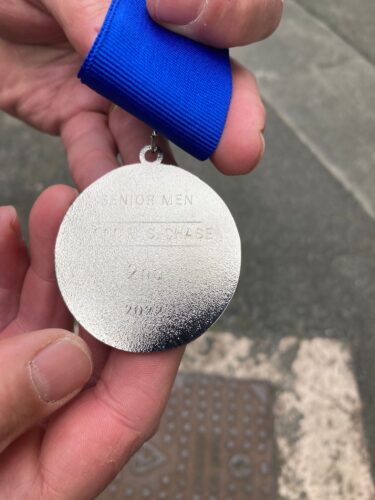 SENIOR MEN
S.CHASE
2nd
2022